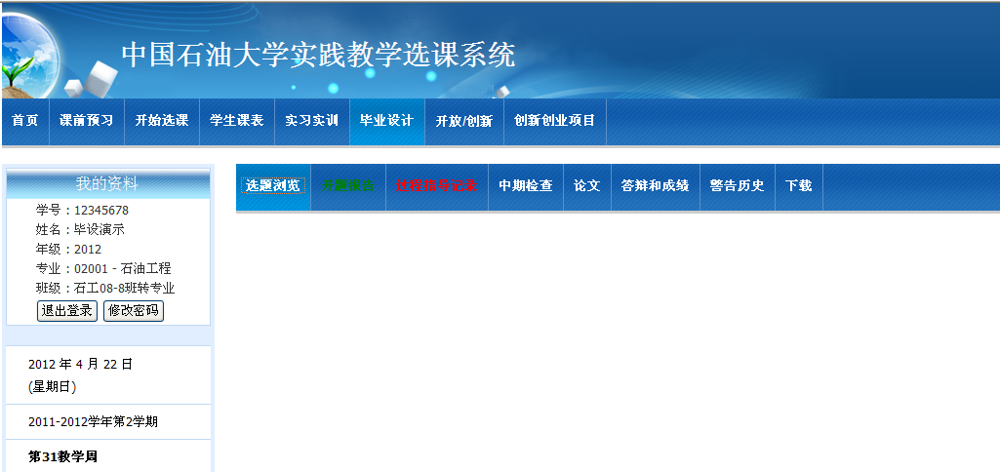 中国石油大学实践教学选课系统
首页 课前预习 开始选课 学生课表 实习实训 毕业设计 开放/创新 创新创业项目
我的资料
学号：12345678
姓名：毕设演示
年级：2012
专业：02001 - 石油工程
班级：石工08-8班转专业
退出登录 修改密码
2012 年 4 月 22 日
(星期日)
2011-2012学年第2学期
第31教学周
选题浏览 开题报告 过程指导记录 中期检查 论文 答辩和成绩 警告历史 下载